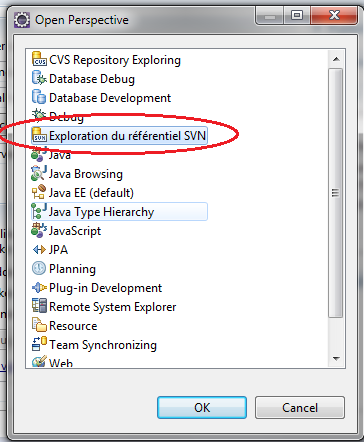 Open Perspective
CVS Repository Exploring
Database Debug
Database Development
Debug
Exploration du référentiel SVN
Java
Java Browsing
Java EE (default)
Java Type Hierarchy
JavaScript
JPA
Planning
Plug-in Development
Remote System Explorer
Resource
Team Synchronizing
Web
OK
Cancel